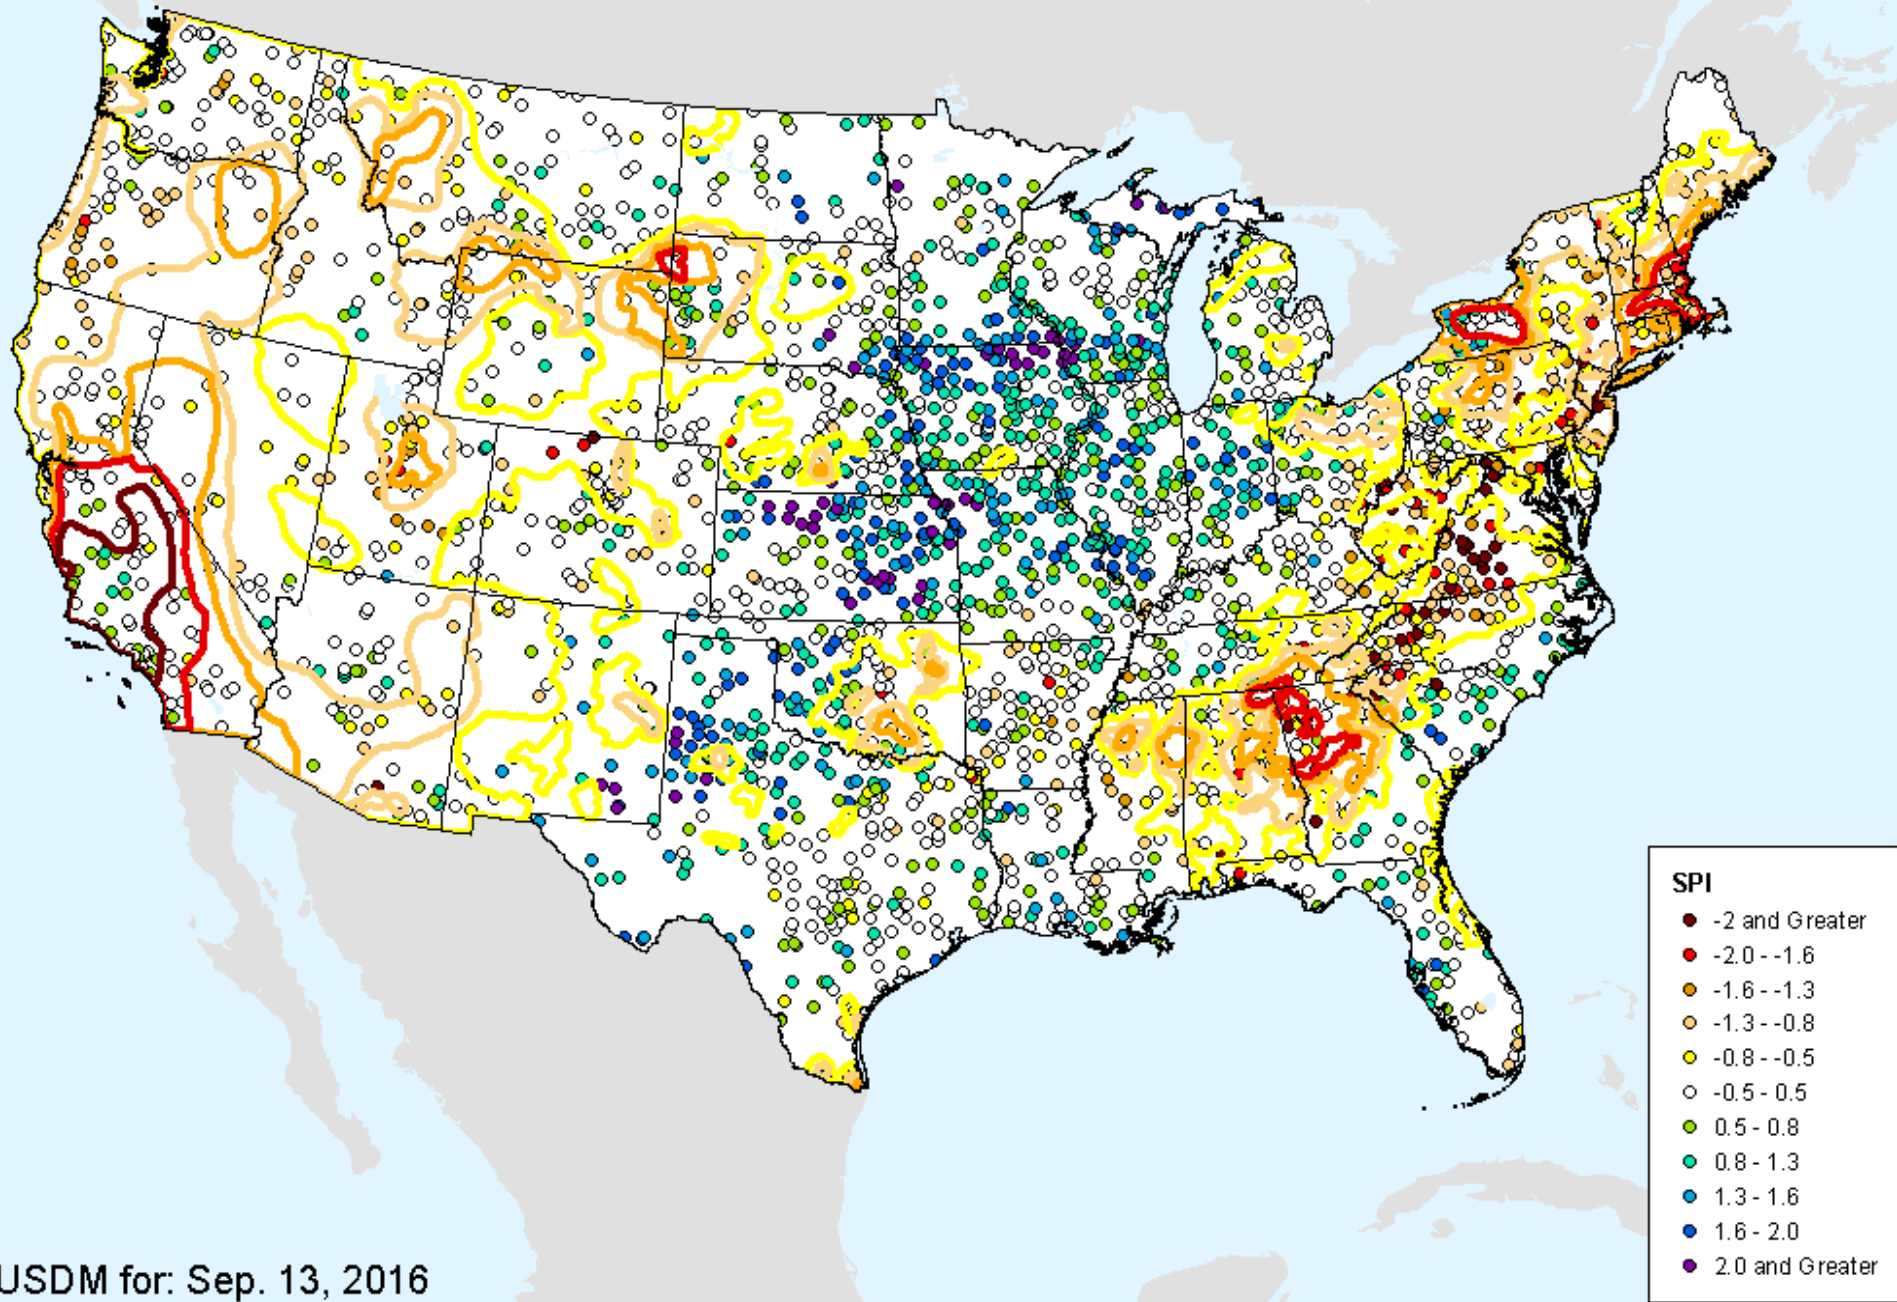 SPI
-2 and Greater
-2.0 - -1.6
-1.6 - -1.3
-1.3 - -0.8
-0.8 - -0.5
-0.5 - 0.5
0.5 - 0.8
0.8 - 1.3
1.3 - 1.6
1.6 - 2.0
2.0 and Greater
USDM for: Sep. 13, 2016